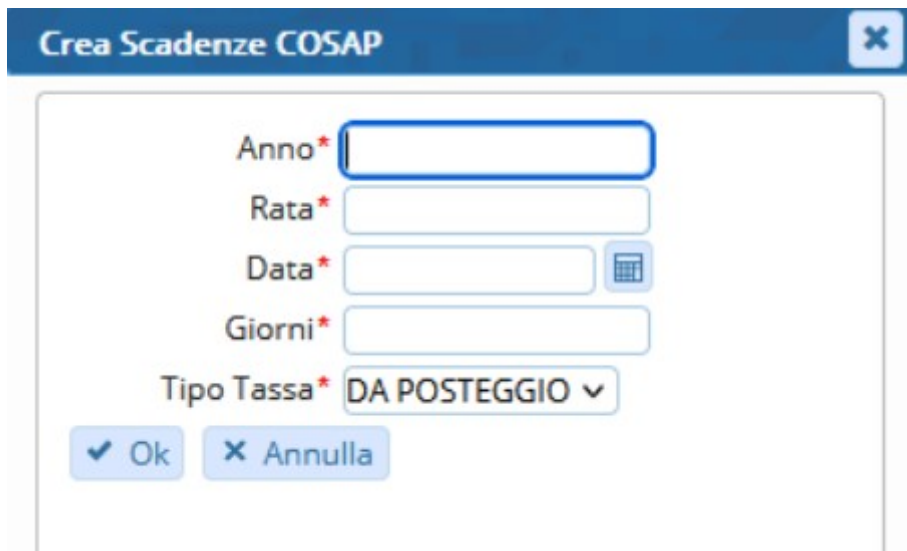 Crea Scadenze COSAP
Anno*
Rata*
Data*
Giorni*
Tipo Tassa* DA POSTEGGIO
Ok Annulla